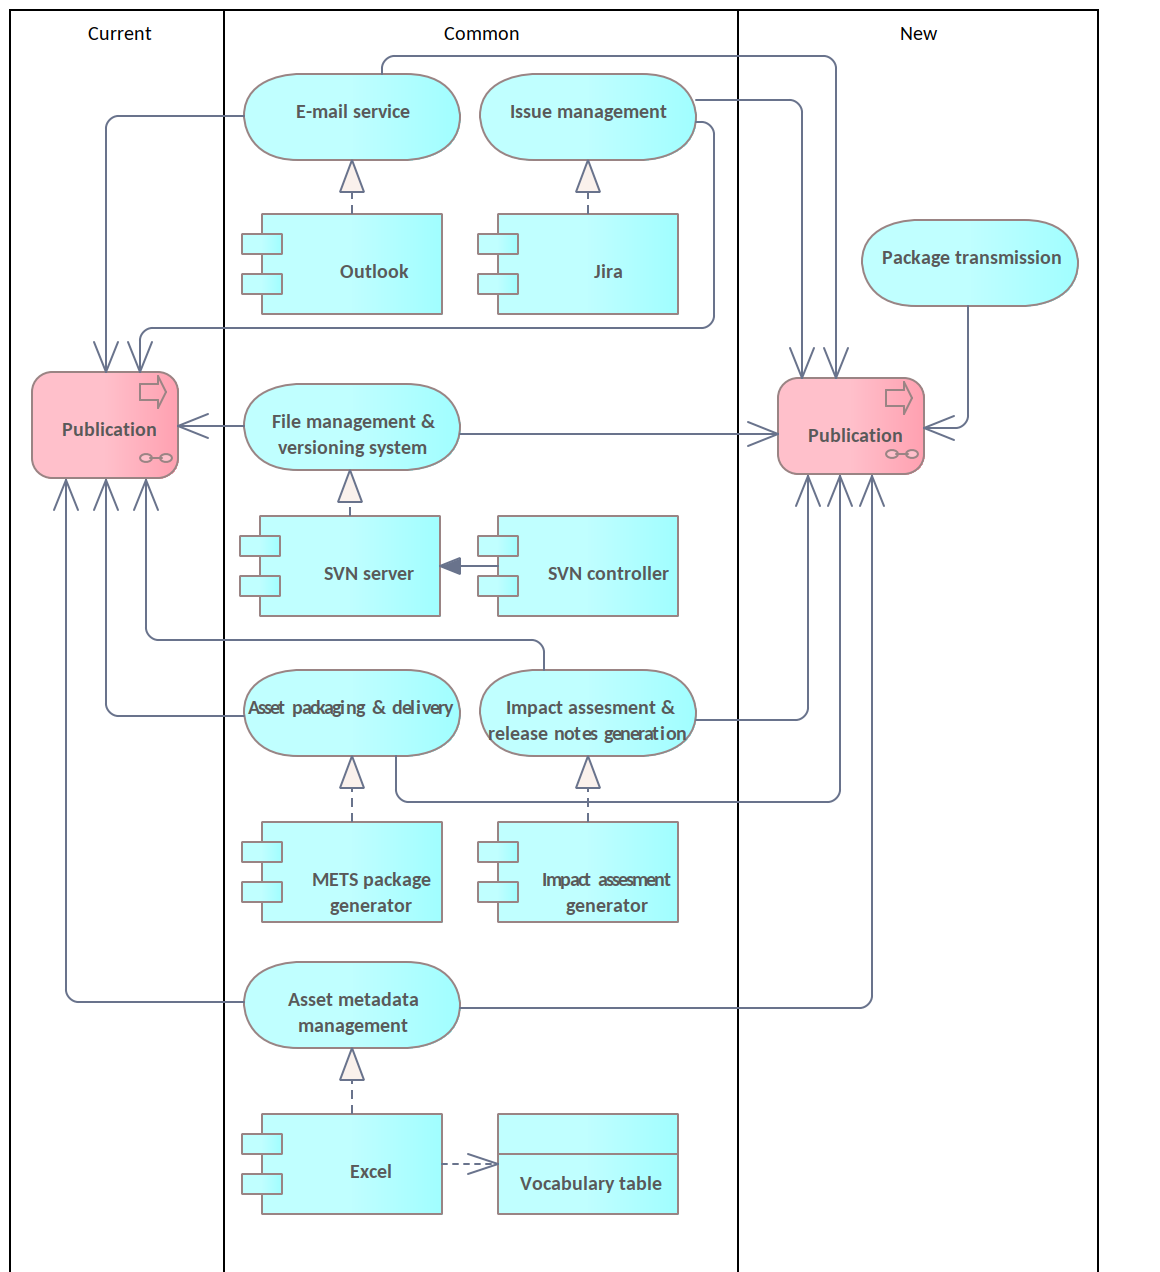 Current
Common
New
E-mail service
Issue management
Outlook
Jira
Package transmission
Publication
File management &
versioning system
Publication
SVN server
SVN controller
Asset packaging & delivery
Impact assesment &
release notes generation
METS package
generator
Impact assesment
generator
Asset metadata
management
Excel
Vocabulary table